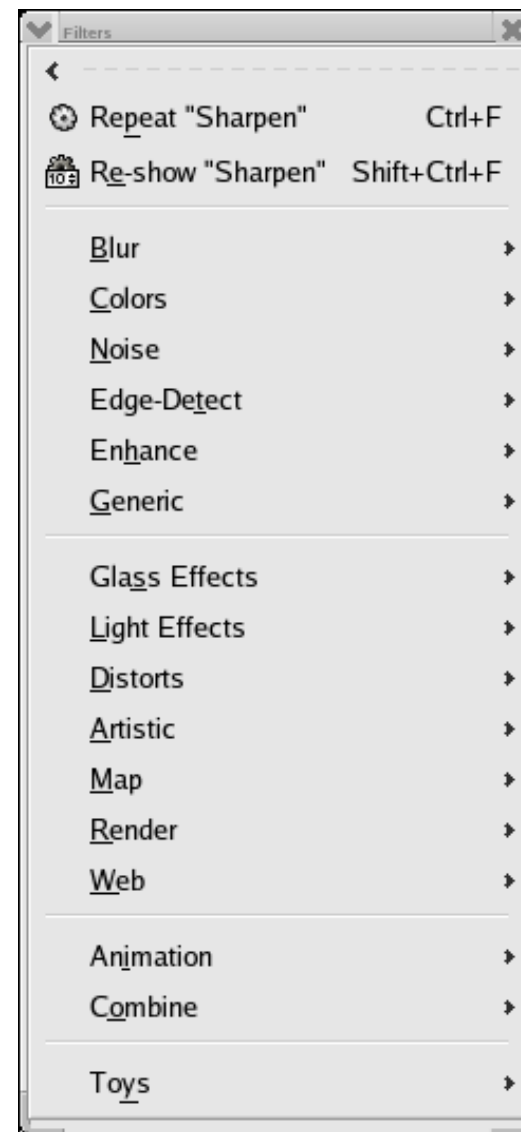 Filters
Repeat "Sharpen" Ctrl+F
10
Re-show "Sharpen" Shift+Ctrl+F
Blur
Colors
Noise
Edge-Detect
Enhance
Generic
Glass Effects
Light Effects
Distorts
Artistic
Map
Render
Web
Animation
Combine
Toys